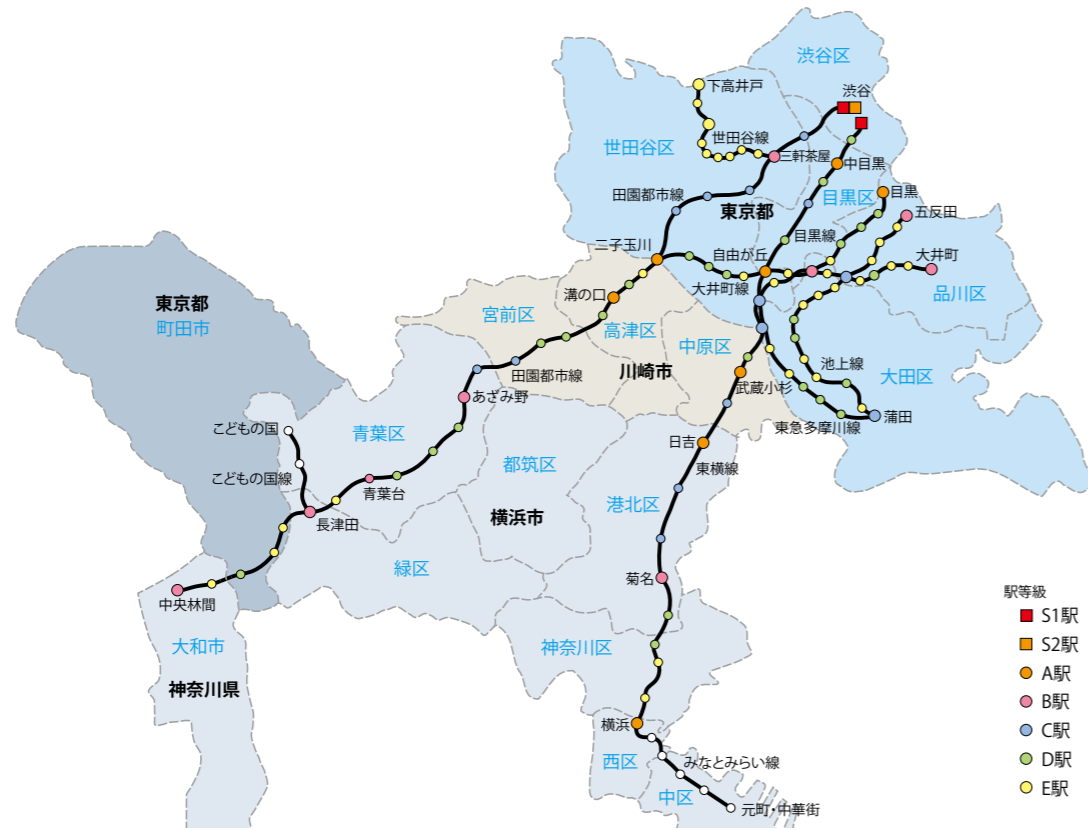 渋谷区
下高井戸
渋谷
世田谷線
世田谷区
三軒茶屋
中目黒
田園都市線
目黒区
目黒
東京都
五反田
目黒線
二子玉川
自由が丘
大井町
大井町線
品川区
東京都
町田市
溝の口
宮前区
高津区
中原区
川崎市
田園都市線
武蔵小杉
池上線
大田区
あざみ野
東急多摩川線
蒲田
こどもの国
青葉区
日吉
東横線
こどもの国線
都筑区
青葉台
港北区
長津田
横浜市
緑区
菊名
中央林間
大和市
神奈川区
神奈川県
横浜
西区
みなとみらい線
中区
元町・中華街
駅等級
S1駅
S2駅
A駅
B駅
C駅
D駅
E駅